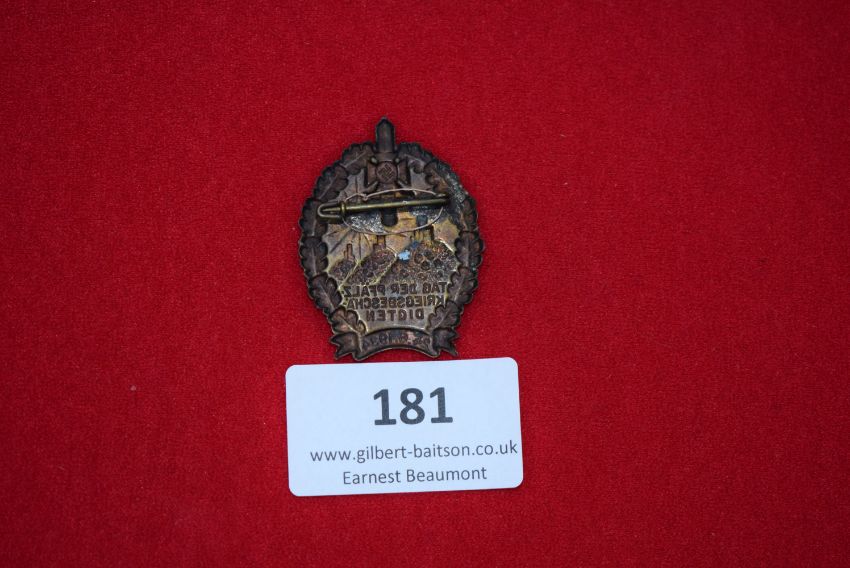 TAG DER PFALZ.
KRIEGSBESCHÄ
DIGTEN
181
www.gilbert-baitson.co.uk
Earnest Beaumont